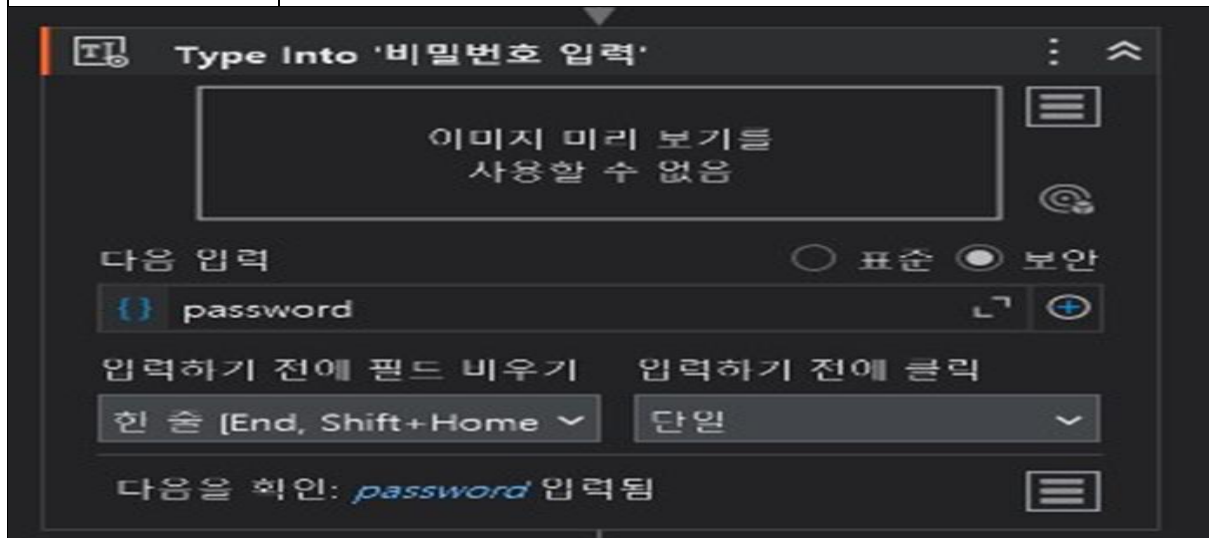 Type Into '비밀번호 입력'
이미지 미리 보기를
사용할 수 없음
다음 입력
표준 보안
{} password
입력하기 전에 필드 비우기 입력하기 전에 클릭
한 줄 [End, Shift+Home 단일
다음을 확인: password 입력됨